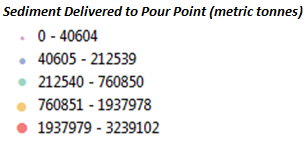 Sediment Delivered to Pour Point (metric tonnes)
0 - 40604
40605 - 212539
212540 - 760850
760851 - 1937978
1937979 - 3239102